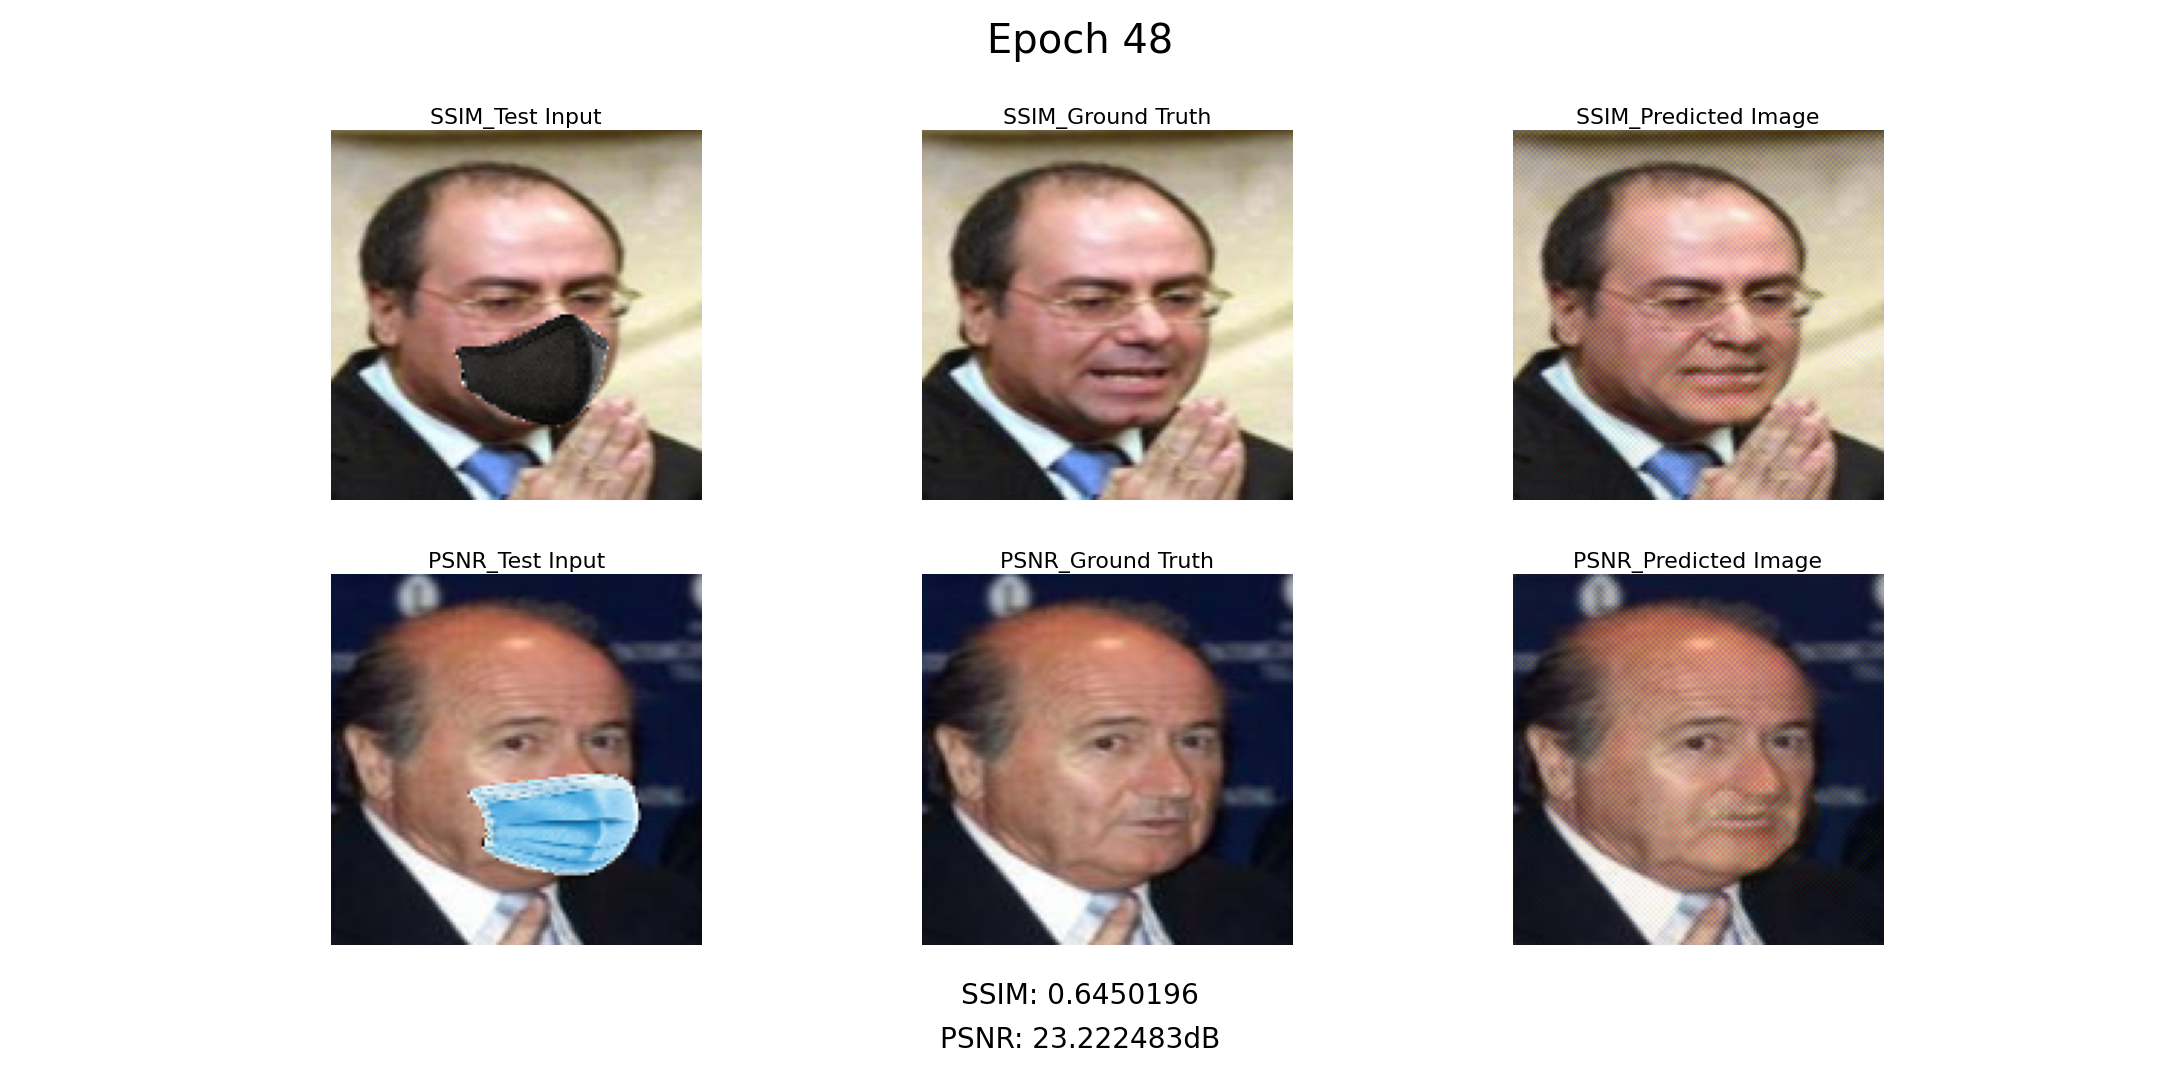 Epoch 48
SSIM_Test Input
SSIM_Ground Truth
SSIM_Predicted Image
PSNR_Test Input
PSNR_Ground Truth
PSNR_Predicted Image
SSIM: 0.6450196
PSNR: 23.222483dB